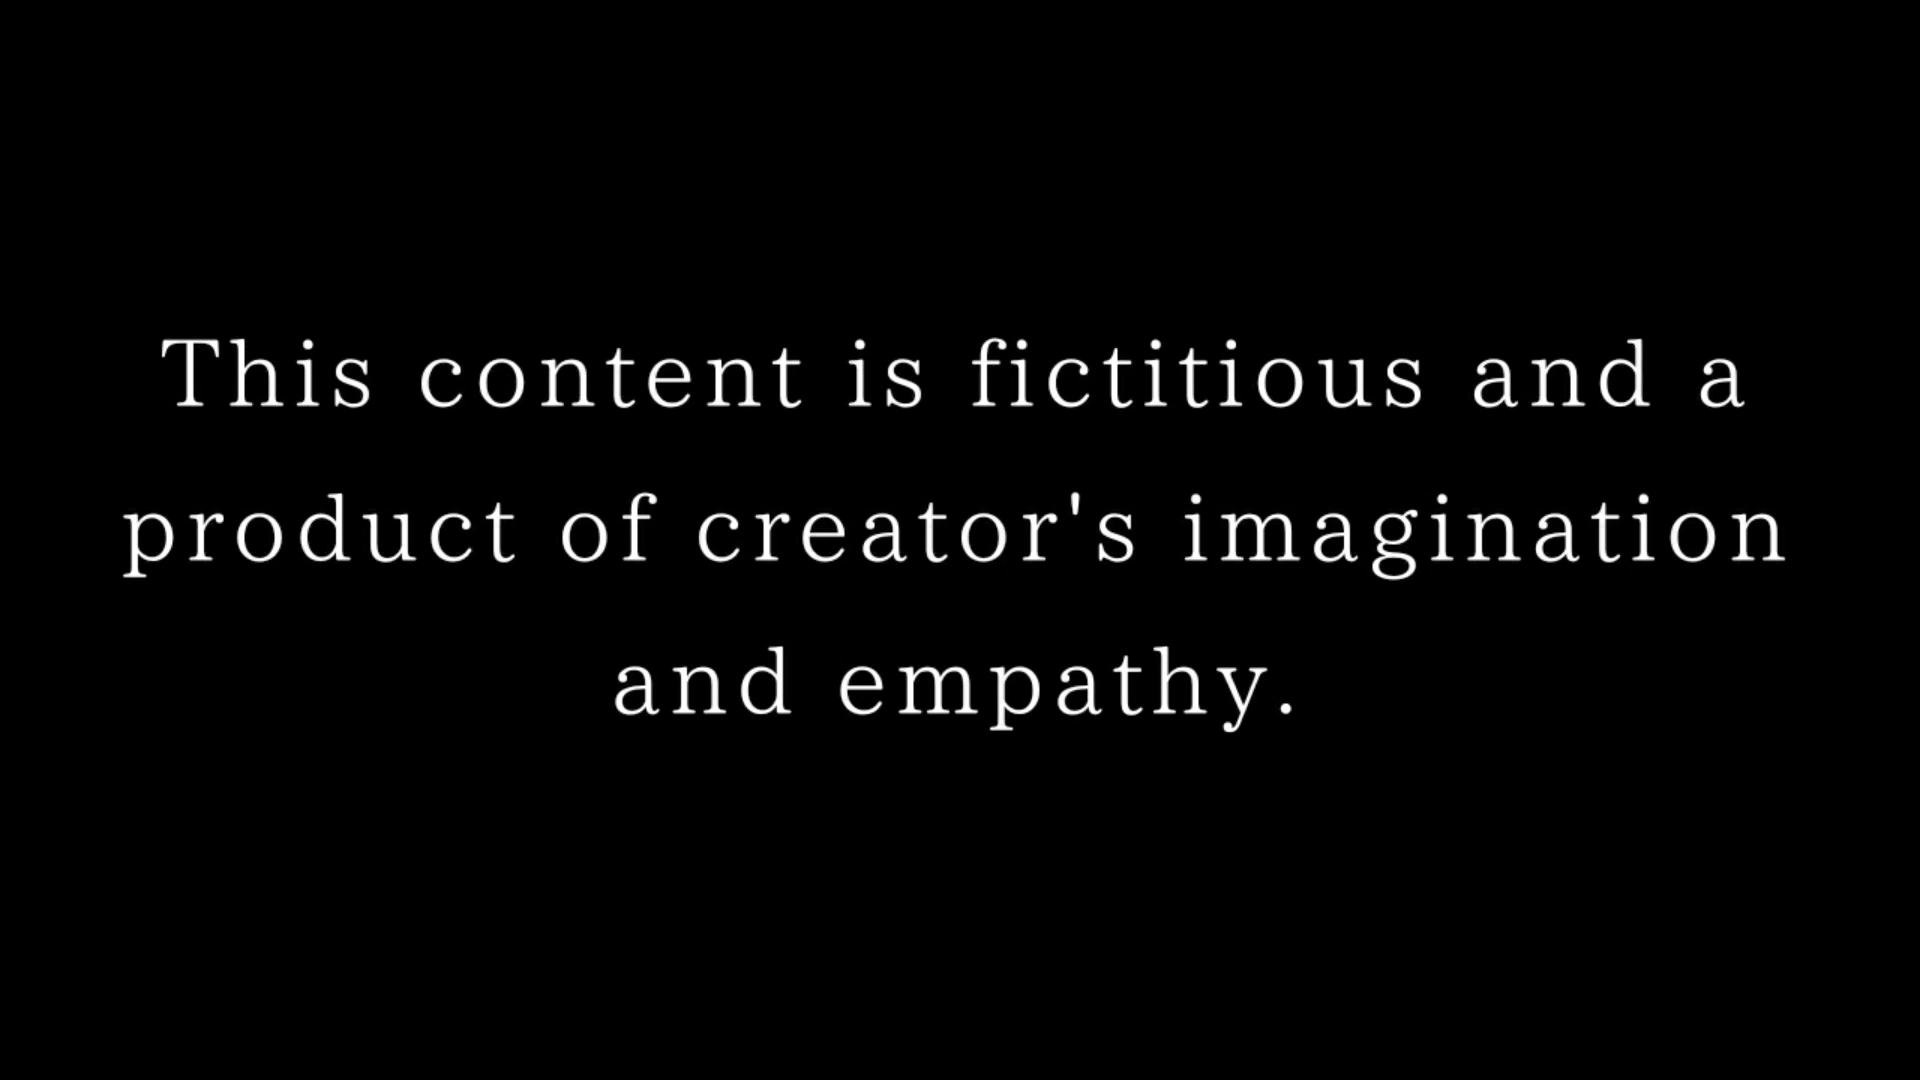 This content is fictitious and a
product of creator's imagination
and empathy.